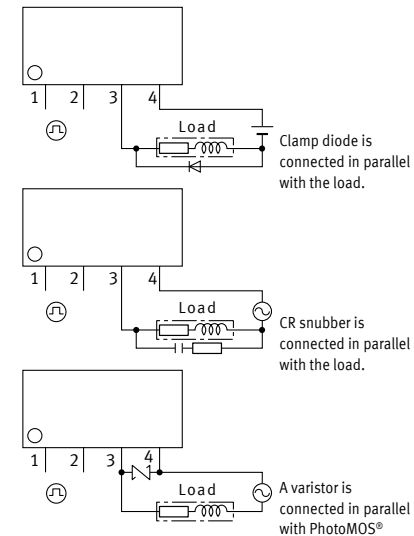 1 2 3 4
Load
Clamp diode is
connected in parallel
with the load.
1 2 3 4
Load
CR snubber is
connected in parallel
with the load.
1 2 3 4
Load
A varistor is
connected in parallel
with PhotoMOS®